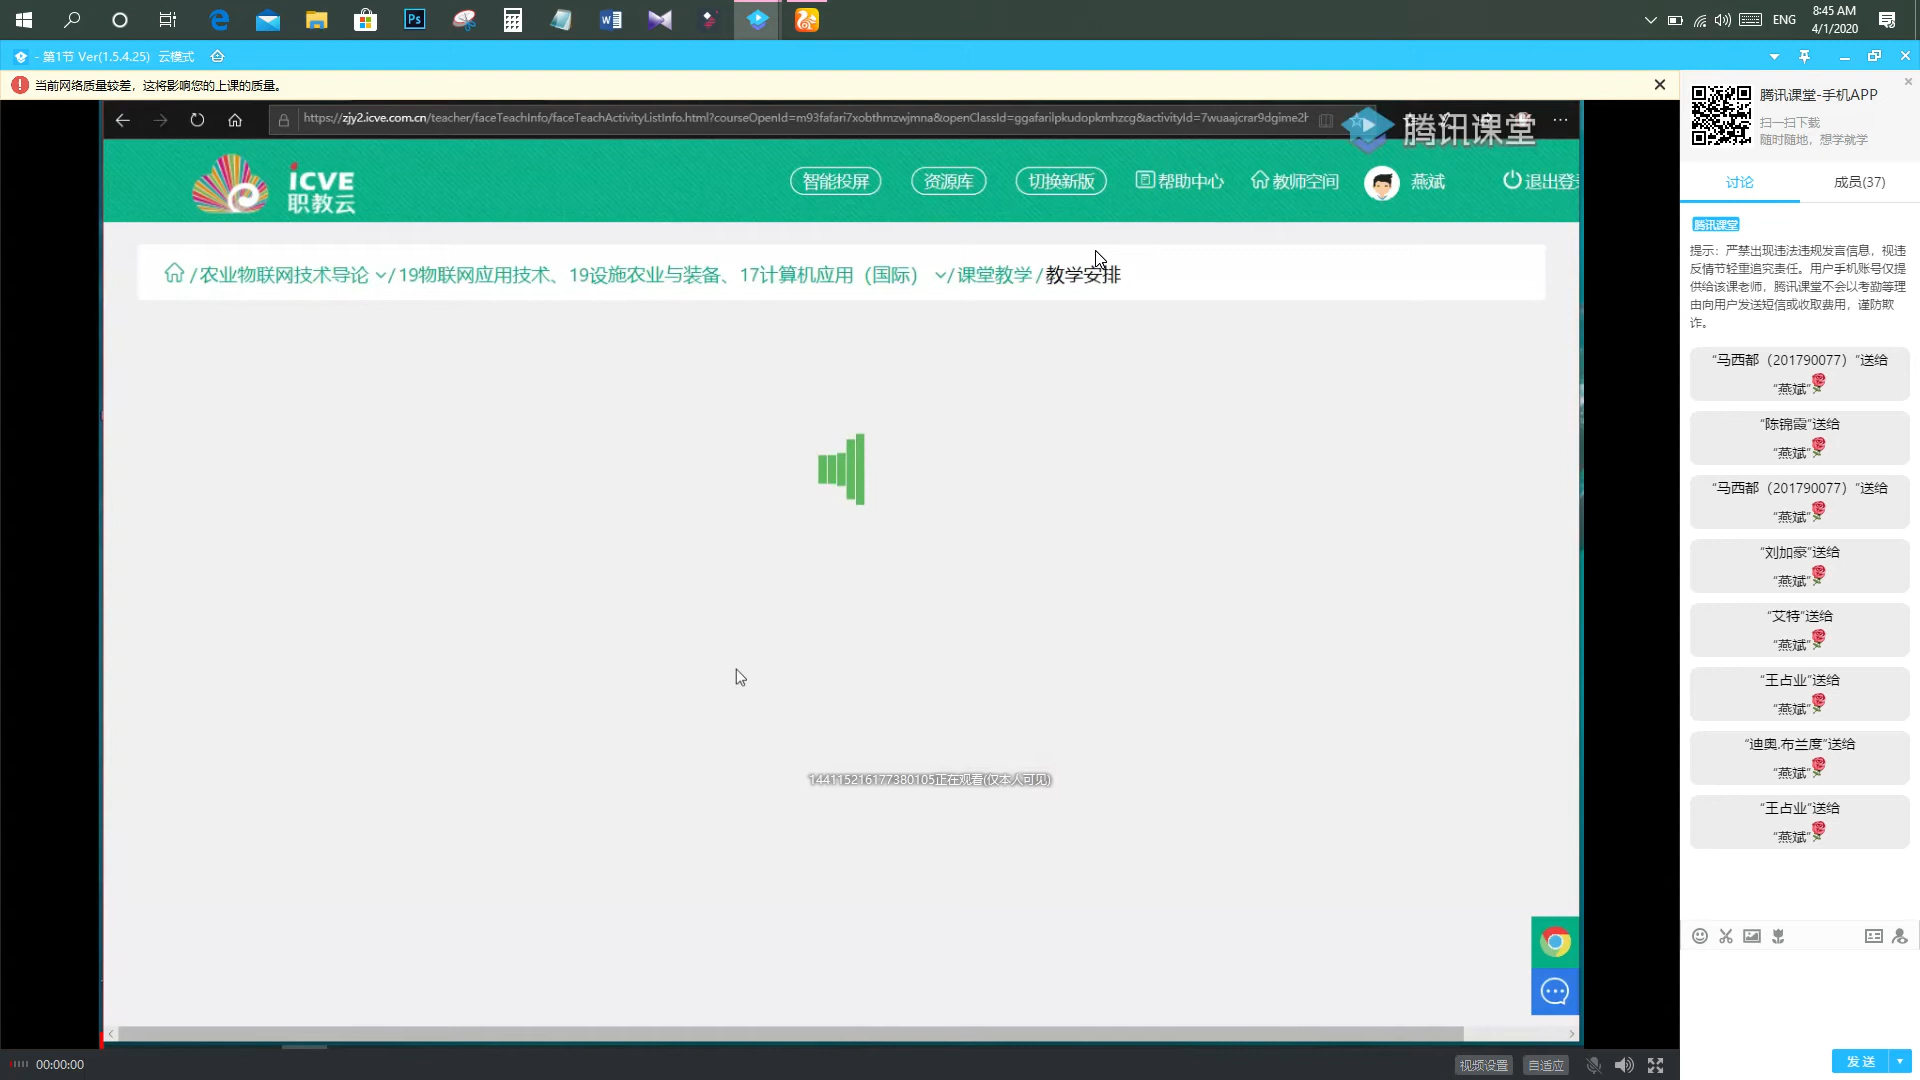 8:45 AM
ENG
4/1/2020
- 第1节 Ver(1.5.4.25) 云模式
当前网络质量较差，这将影响您的上课的质量。
https://zjy2.icve.com.cn/teacher/faceTeachInfo/faceTeachActivityListInfo.html?courseOpenId=m93fafari7xobthmzwjmna&openClassId=ggafarilpkudopkmhzcg&activityId=7wuaajcrar9dgime2h
腾讯课堂
icve
职教云
智能投屏
资源库
切换新版
帮助中心
教师空间
燕斌
退出登
/ 农业物联网技术导论 / 19物联网应用技术、19设施农业与装备、17计算机应用（国际） / 课堂教学 / 教学安排
144115216177380105正在观看(仅本人可见)
00:00:00
视频设置
自适应
腾讯课堂-手机APP
扫一扫下载
随时随地，想学就学
讨论
成员(37)
腾讯课堂
提示：严禁出现违法违规发言信息，视违
反情节轻重追究责任。用户手机账号仅提
供给该课老师，腾讯课堂不会以考勤等理
由向用户发送短信或收取费用，谨防欺
诈。
“马西都（201790077）”送给
“燕斌”
“陈锦霞”送给
“燕斌”
“马西都（201790077）”送给
“燕斌”
“刘加豪”送给
“燕斌”
“艾特”送给
“燕斌”
“王占业”送给
“燕斌”
“迪奥.布兰度”送给
“燕斌”
“王占业”送给
“燕斌”
发送